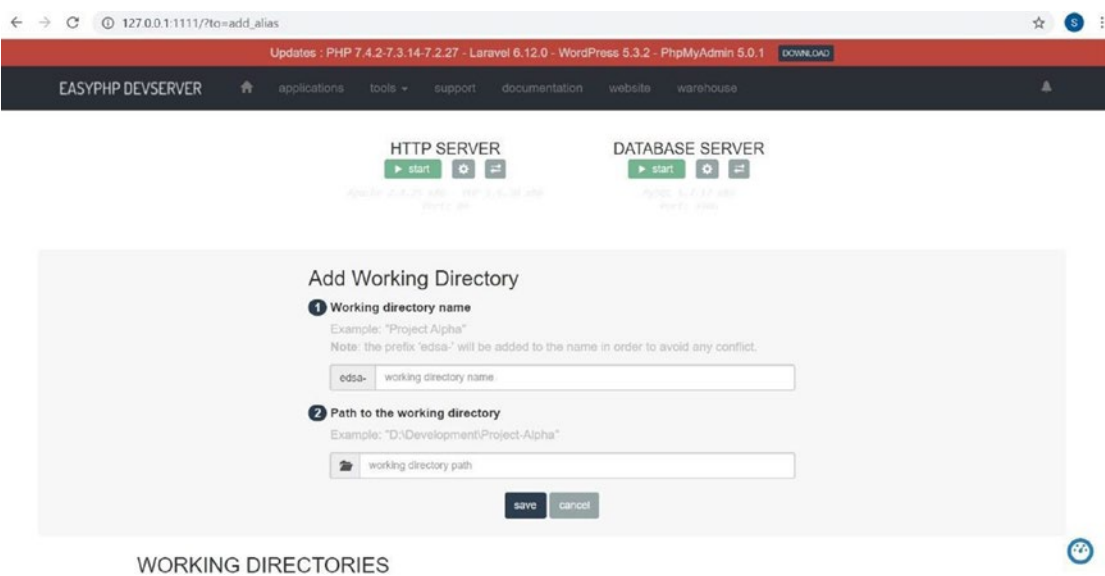 127.0.0.1:1111/?to=add_alias
S
Updates : PHP 7.4.2-7.3.14-7.2.27 - Laravel 6.12.0 - WordPress 5.3.2 - PhpMyAdmin 5.0.1 DOWNLOAD
EASYPHP DEVSERVER applications tools support documentation website warehouse
HTTP SERVER DATABASE SERVER
start start
Add Working Directory
1 Working directory name
Example: "Project Alpha"
Note: the prefix 'edsa-' will be added to the name in order to avoid any conflict.
edsa- working directory name
2 Path to the working directory
Example: "D:\Development\Project-Alpha"
working directory path
save cancel
WORKING DIRECTORIES